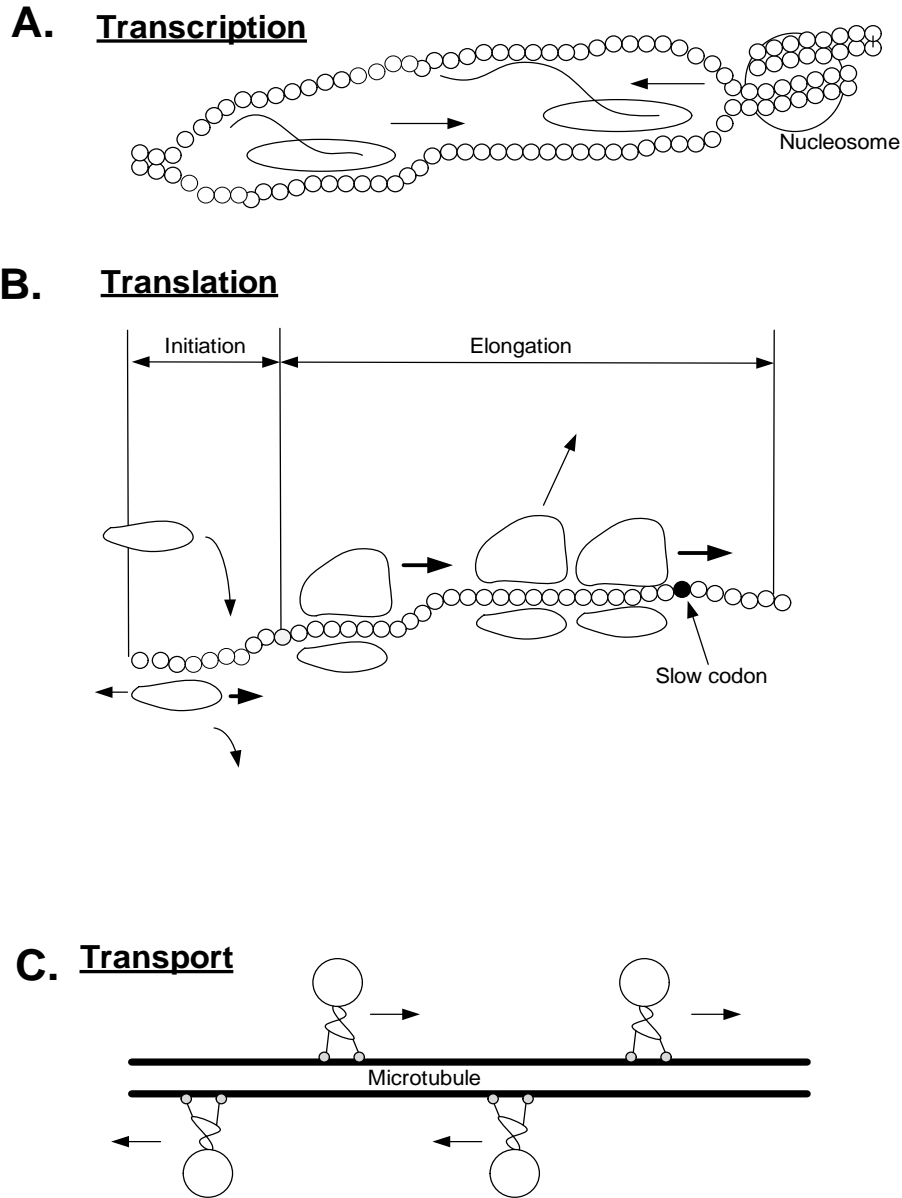 A. Transcription
Nucleosome
B. Translation
Initiation Elongation
Slow codon
C. Transport
Microtubule